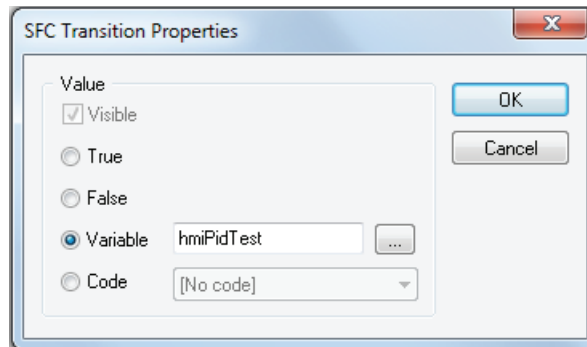 SFC Transition Properties
Value
Visible
True
False
Variable hmiPidTest ...
Code [No code]
OK
Cancel